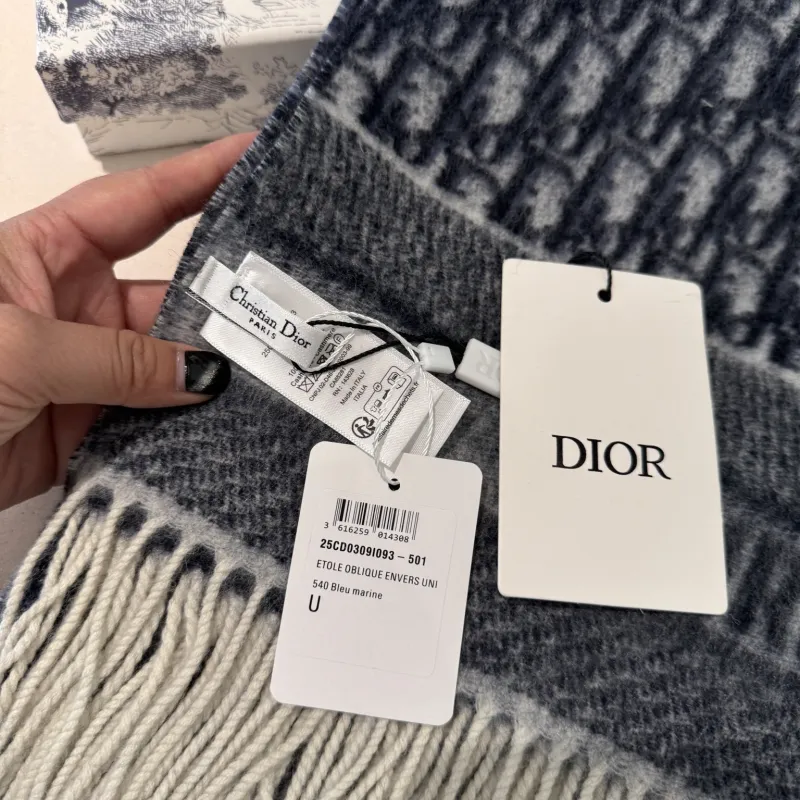 Christian Dior
PARIS
Made in ITALY
ITALIA
DIOR
3 616259 014308
25CD0309I093 – 501
ETOLE OBLIQUE ENVERS UNI
540 Bleu marine
U